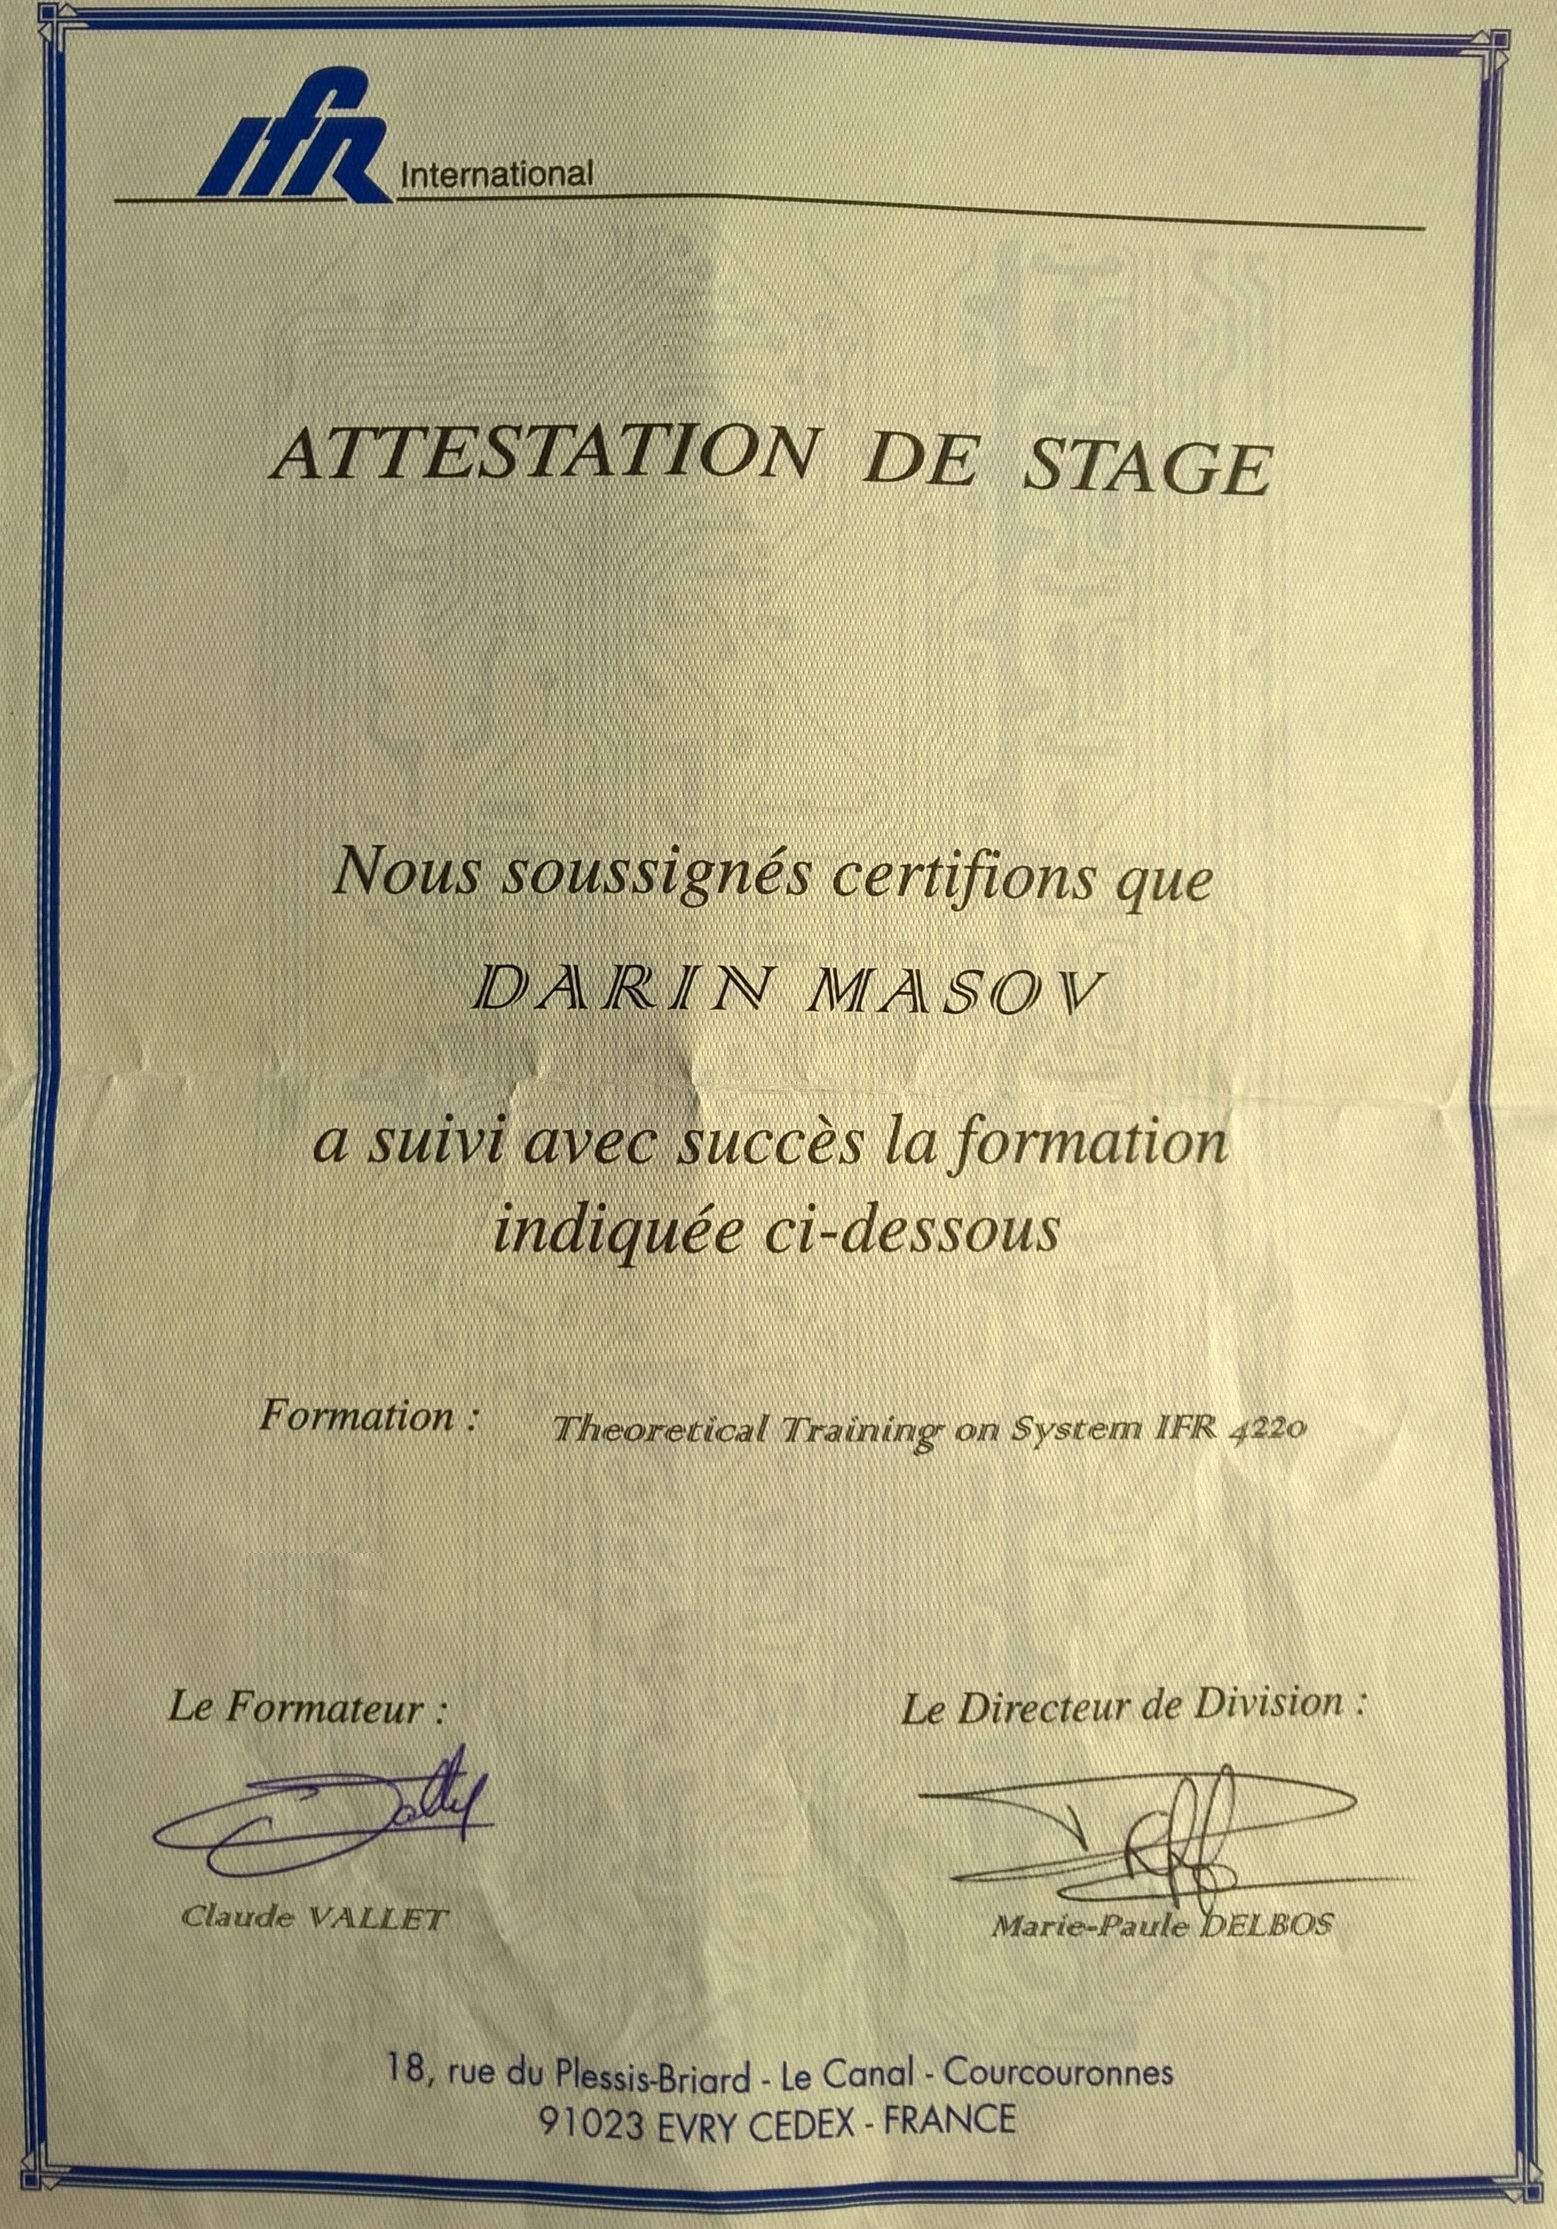 IFR International
ATTESTATION DE STAGE
Nous soussignés certifions que
DARIN MASOV
a suivi avec succès la formation
indiquée ci-dessous
Formation : Theoretical Training on System IFR 4220
Le Formateur : Le Directeur de Division :
Claude VALLET Marie-Paule DELBOS
18, rue du Plessis-Briard - Le Canal - Courcouronnes
91023 EVRY CEDEX - FRANCE